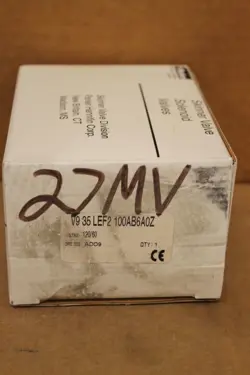 Skinner Valve
Solenoid
Valves
Skinner Valve Division
Parker Hannifin Corp.
New Britain, CT
Madison, MS
27MV
V9 35 LEF2 100AB6A0Z
120/60
QTY: 1
CE